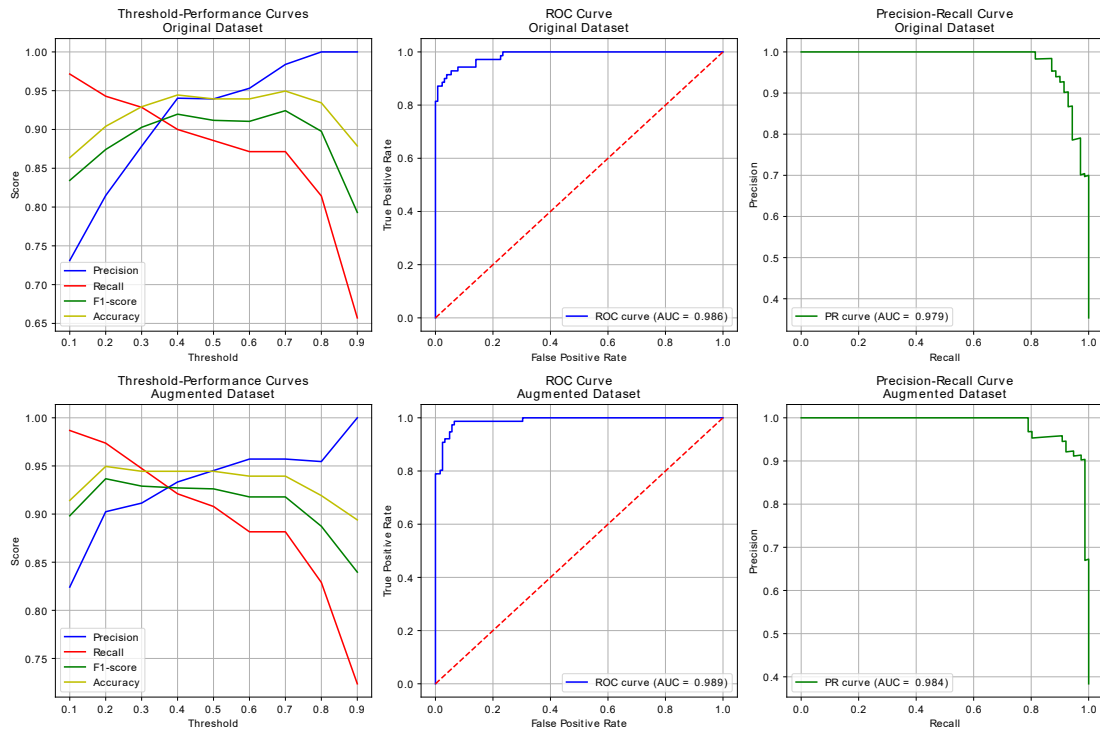 Threshold-Performance Curves
Original Dataset
Score
1.00
0.95
0.90
0.85
0.80
0.75
0.70
0.65
Precision
Recall
F1-score
Accuracy
0.1 0.2 0.3 0.4 0.5 0.6 0.7 0.8 0.9
Threshold
ROC Curve
Original Dataset
True Positive Rate
1.0
0.8
0.6
0.4
0.2
0.0
ROC curve (AUC = 0.986)
0.0 0.2 0.4 0.6 0.8 1.0
False Positive Rate
Precision-Recall Curve
Original Dataset
Precision
1.0
0.9
0.8
0.7
0.6
0.5
0.4
PR curve (AUC = 0.979)
0.0 0.2 0.4 0.6 0.8 1.0
Recall
Threshold-Performance Curves
Augmented Dataset
Score
1.00
0.95
0.90
0.85
0.80
0.75
Precision
Recall
F1-score
Accuracy
0.1 0.2 0.3 0.4 0.5 0.6 0.7 0.8 0.9
Threshold
ROC Curve
Augmented Dataset
True Positive Rate
1.0
0.8
0.6
0.4
0.2
0.0
ROC curve (AUC = 0.989)
0.0 0.2 0.4 0.6 0.8 1.0
False Positive Rate
Precision-Recall Curve
Augmented Dataset
Precision
1.0
0.9
0.8
0.7
0.6
0.5
0.4
PR curve (AUC = 0.984)
0.0 0.2 0.4 0.6 0.8 1.0
Recall